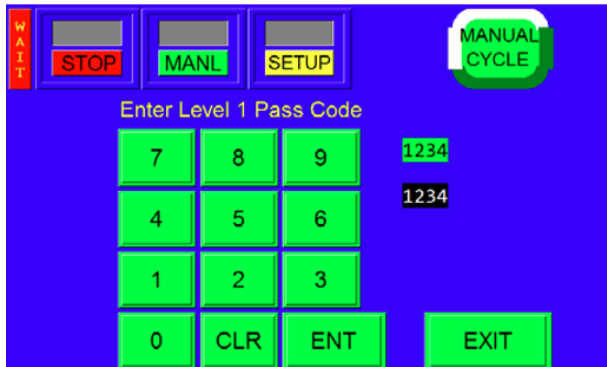 WAIT
STOP MANL SETUP
MANUAL
CYCLE
Enter Level 1 Pass Code
7 8 9 1234
1234
4 5 6
1 2 3
0 CLR ENT EXIT